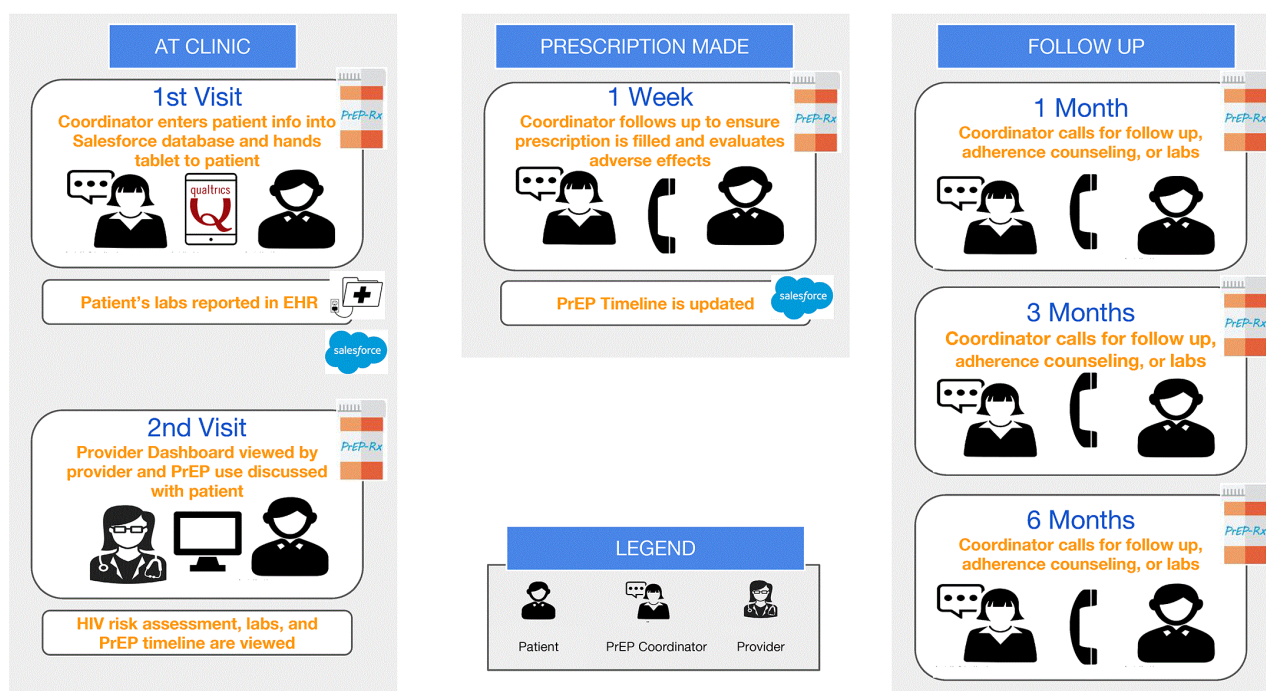 AT CLINIC
1st Visit
Coordinator enters patient info into
Salesforce database and hands
tablet to patient
PrEP-Rx
qualtrics
Q
Patient's labs reported in EHR
salesforce
2nd Visit
Provider Dashboard viewed by
provider and PrEP use discussed
with patient
PrEP-Rx
HIV risk assessment, labs, and
PrEP timeline are viewed
PRESCRIPTION MADE
1 Week
Coordinator follows up to ensure
prescription is filled and evaluates
adverse effects
PrEP-Rx
PrEP Timeline is updated
salesforce
LEGEND
Patient
PrEP Coordinator
Provider
FOLLOW UP
1 Month
Coordinator calls for follow up,
adherence counseling, or labs
PrEP-Rx
3 Months
Coordinator calls for follow up,
adherence counseling, or labs
PrEP-Rx
6 Months
Coordinator calls for follow up,
adherence counseling, or labs
PrEP-Rx